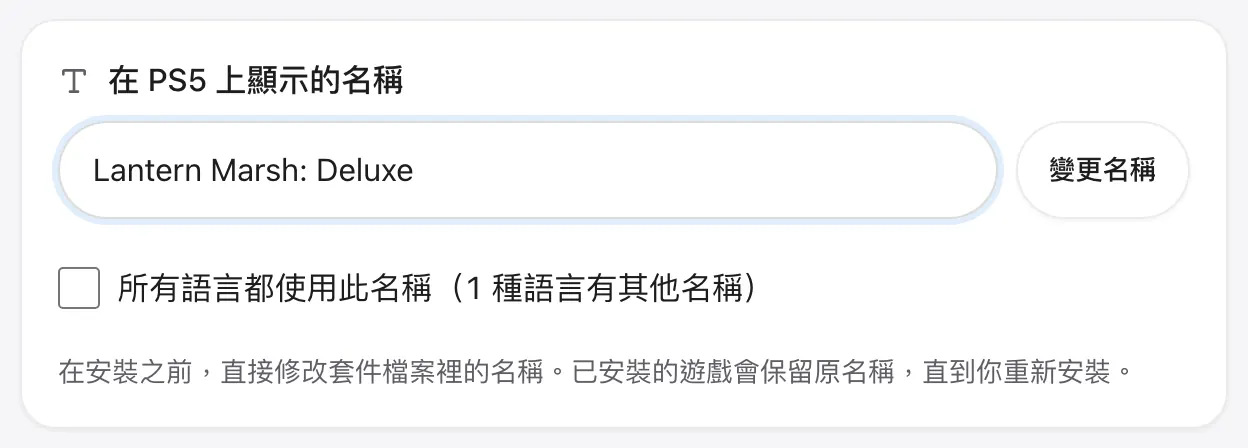 在 PS5 上顯示的名稱
Lantern Marsh: Deluxe
變更名稱
所有語言都使用此名稱（1 種語言有其他名稱）
在安裝之前，直接修改套件檔案裡的名稱。已安裝的遊戲會保留原名稱，直到你重新安裝。